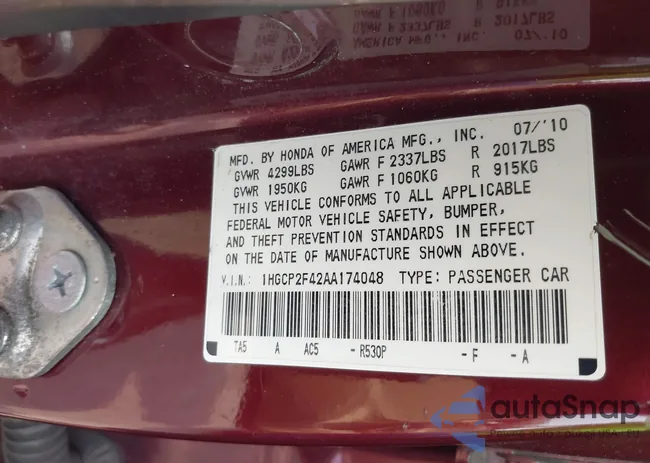 MFD. BY HONDA OF AMERICA MFG., INC. 07/'10
GVWR 4299LBS GAWR F 2337LBS R 2017LBS
GVWR 1950KG GAWR F 1060KG R 915KG
THIS VEHICLE CONFORMS TO ALL APPLICABLE
FEDERAL MOTOR VEHICLE SAFETY, BUMPER,
AND THEFT PREVENTION STANDARDS IN EFFECT
ON THE DATE OF MANUFACTURE SHOWN ABOVE.
V.I.N.: 1HGCP2F42AA174048 TYPE: PASSENGER CAR
TA5 A AC5 - R530P - F - A
autoSnap